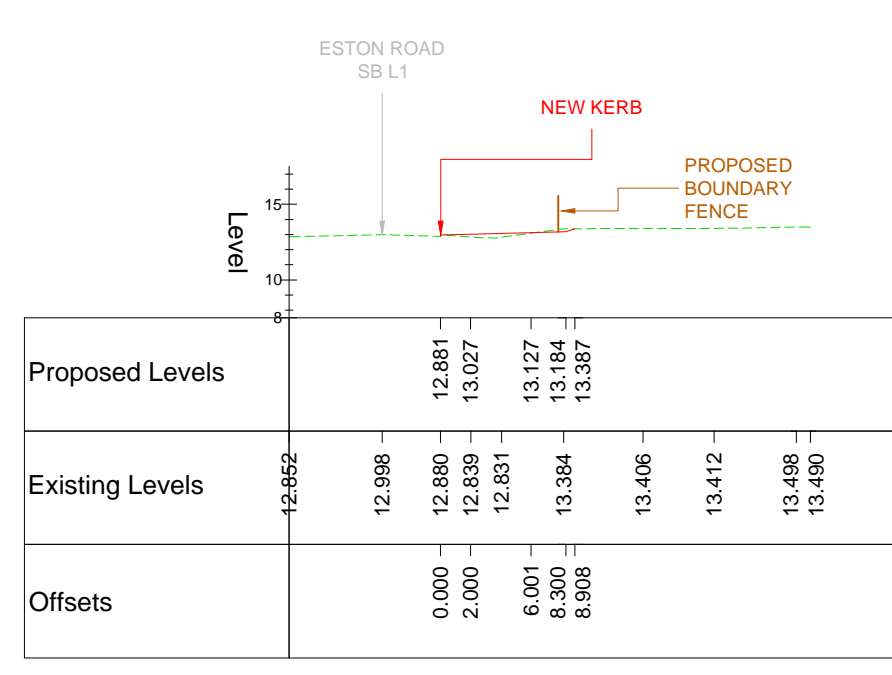 ESTON ROAD
SB L1
NEW KERB
PROPOSED
BOUNDARY
FENCE
Level
15
10
8
Proposed Levels
12.881
13.027
13.127
13.184
13.387
Existing Levels
12.852
12.998
12.880
12.839
12.831
13.384
13.406
13.412
13.498
13.490
Offsets
0.000
2.000
6.001
8.300
8.908